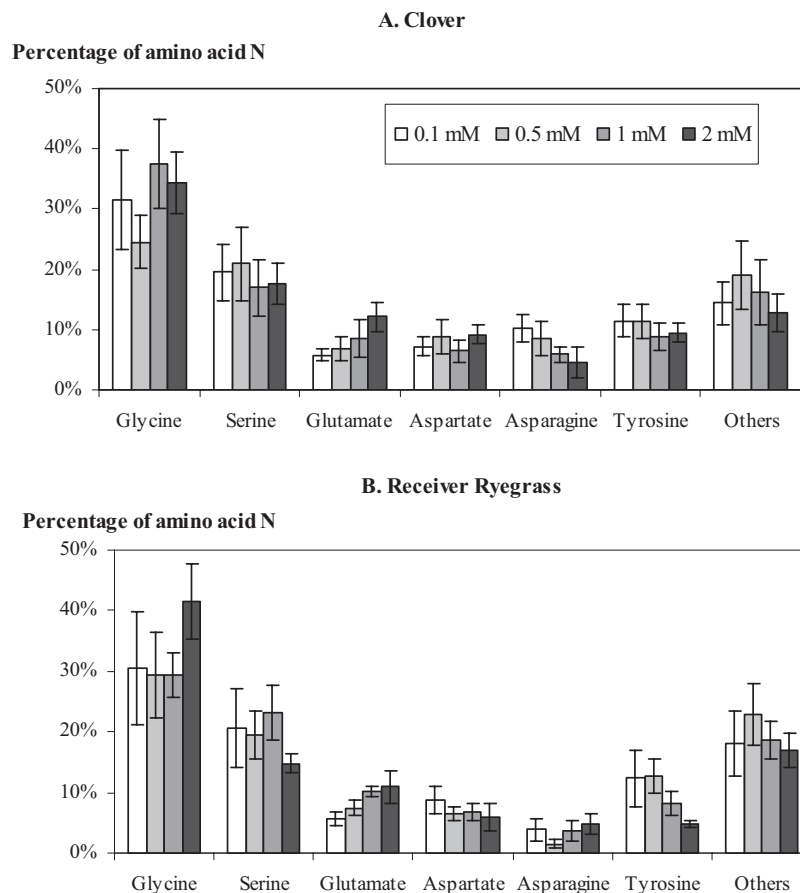 A. Clover
Percentage of amino acid N
50%
40%
30%
20%
10%
0%
0.1 mM 0.5 mM 1 mM 2 mM
Glycine Serine Glutamate Aspartate Asparagine Tyrosine Others
B. Receiver Ryegrass
Percentage of amino acid N
50%
40%
30%
20%
10%
0%
Glycine Serine Glutamate Aspartate Asparagine Tyrosine Others